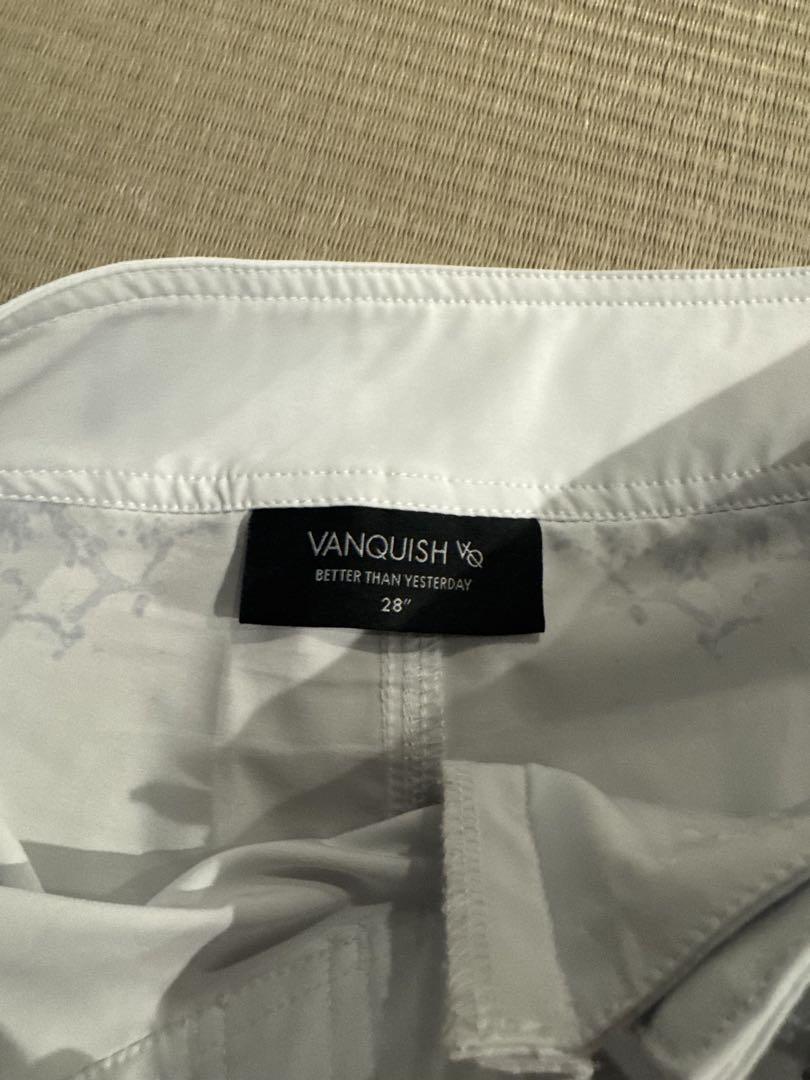 VANQUISH VQ
BETTER THAN YESTERDAY
28"